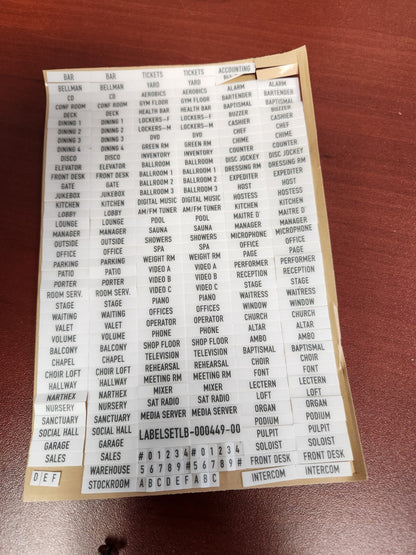 BAR BAR TICKETS TICKETS ACCOUNTING
BELLMAN BELLMAN YARD YARD ALARM ALARM
CD CD AEROBICS AEROBICS BARTENDER BARTENDER
CONF ROOM CONF ROOM GYM FLOOR GYM FLOOR BAPTISMAL BAPTISMAL
DECK DECK HEALTH BAR HEALTH BAR BUZZER BUZZER
DINING 1 DINING 1 LOCKERS-F LOCKERS-F CASHIER CASHIER
DINING 2 DINING 2 LOCKERS-M LOCKERS-M CHEF CHEF
DINING 3 DINING 3 DVD DVD CHIME CHIME
DINING 4 DINING 4 GREEN RM GREEN RM COUNTER COUNTER
DISCO DISCO INVENTORY INVENTORY DISC JOCKEY DISC JOCKEY
ELEVATOR ELEVATOR BALLROOM BALLROOM DRESSING RM DRESSING RM
FRONT DESK FRONT DESK BALLROOM 1 BALLROOM 1 EXPEDITER EXPEDITER
GATE GATE BALLROOM 2 BALLROOM 2 HOST HOST
JUKEBOX JUKEBOX BALLROOM 3 BALLROOM 3 HOSTESS HOSTESS
KITCHEN KITCHEN DIGITAL MUSIC DIGITAL MUSIC KITCHEN KITCHEN
LOBBY LOBBY AM/FM TUNER AM/FM TUNER MAITRE D' MAITRE D'
LOUNGE LOUNGE POOL POOL MANAGER MANAGER
MANAGER MANAGER SAUNA SAUNA MICROPHONE MICROPHONE
OUTSIDE OUTSIDE SHOWERS SHOWERS OFFICE OFFICE
OFFICE OFFICE SPA SPA PAGE PAGE
PARKING PARKING WEIGHT RM WEIGHT RM PERFORMER PERFORMER
PATIO PATIO VIDEO A VIDEO A RECEPTION RECEPTION
PORTER PORTER VIDEO B VIDEO B STAGE STAGE
ROOM SERV. ROOM SERV. VIDEO C VIDEO C WAITRESS WAITRESS
STAGE STAGE PIANO PIANO WINDOW WINDOW
WAITING WAITING OFFICES OFFICES CHURCH CHURCH
VALET VALET OPERATOR OPERATOR ALTAR ALTAR
VOLUME VOLUME PHONE PHONE AMBO AMBO
BALCONY BALCONY SHOP FLOOR SHOP FLOOR BAPTISMAL BAPTISMAL
CHAPEL CHAPEL TELEVISION TELEVISION CHOIR CHOIR
CHOIR LOFT CHOIR LOFT REHEARSAL REHEARSAL FONT FONT
HALLWAY HALLWAY MEETING RM MEETING RM LECTERN LECTERN
NARTHEX NARTHEX MIXER MIXER LOFT LOFT
NURSERY NURSERY SAT RADIO SAT RADIO ORGAN ORGAN
SANCTUARY SANCTUARY MEDIA SERVER MEDIA SERVER PODIUM PODIUM
SOCIAL HALL SOCIAL HALL LABELSETLB-000449-00 PULPIT PULPIT
GARAGE GARAGE # 0 1 2 3 4 # 0 1 2 3 4 SOLOIST SOLOIST
SALES SALES 5 6 7 8 9 # 5 6 7 8 9 # FRONT DESK FRONT DESK
WAREHOUSE A B C D E F A B C INTERCOM INTERCOM
D E F STOCKROOM